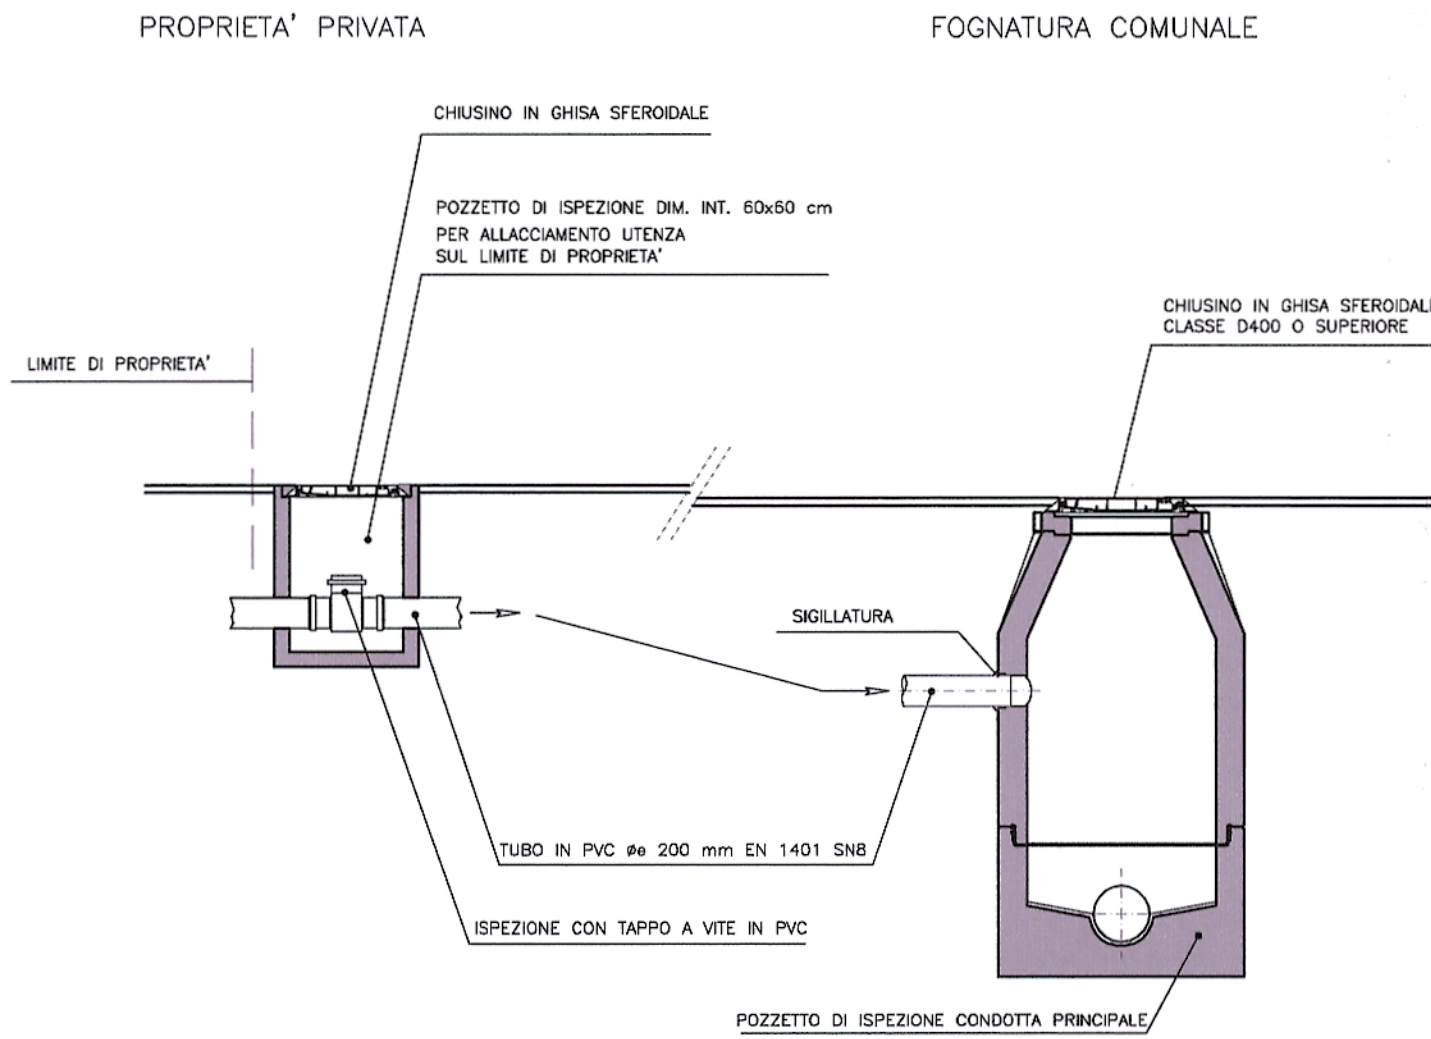 PROPRIETA' PRIVATA
FOGNATURA COMUNALE
CHIUSINO IN GHISA SFEROIDALE
POZZETTO DI ISPEZIONE DIM. INT. 60x60 cm
PER ALLACCIAMENTO UTENZA
SUL LIMITE DI PROPRIETA'
CHIUSINO IN GHISA SFEROIDALE
CLASSE D400 O SUPERIORE
LIMITE DI PROPRIETA'
SIGILLATURA
TUBO IN PVC øe 200 mm EN 1401 SN8
ISPEZIONE CON TAPPO A VITE IN PVC
POZZETTO DI ISPEZIONE CONDOTTA PRINCIPALE